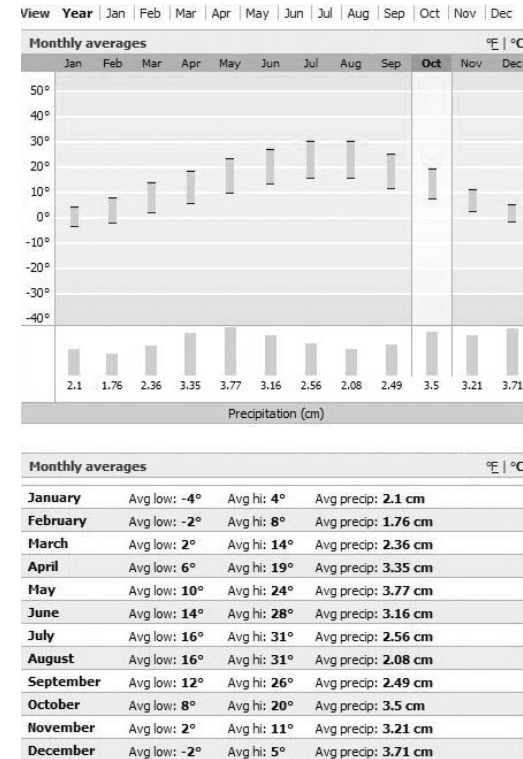 View Year Jan Feb Mar Apr May Jun Jul Aug Sep Oct Nov Dec
Monthly averages °F | °C
Jan Feb Mar Apr May Jun Jul Aug Sep Oct Nov Dec
50°
40°
30°
20°
10°
0°
-10°
-20°
-30°
-40°
2.1 1.76 2.36 3.35 3.77 3.16 2.56 2.08 2.49 3.5 3.21 3.71
Precipitation (cm)
Monthly averages °F | °C
January Avg low: -4° Avg hi: 4° Avg precip: 2.1 cm
February Avg low: -2° Avg hi: 8° Avg precip: 1.76 cm
March Avg low: 2° Avg hi: 14° Avg precip: 2.36 cm
April Avg low: 6° Avg hi: 19° Avg precip: 3.35 cm
May Avg low: 10° Avg hi: 24° Avg precip: 3.77 cm
June Avg low: 14° Avg hi: 28° Avg precip: 3.16 cm
July Avg low: 16° Avg hi: 31° Avg precip: 2.56 cm
August Avg low: 16° Avg hi: 31° Avg precip: 2.08 cm
September Avg low: 12° Avg hi: 26° Avg precip: 2.49 cm
October Avg low: 8° Avg hi: 20° Avg precip: 3.5 cm
November Avg low: 2° Avg hi: 11° Avg precip: 3.21 cm
December Avg low: -2° Avg hi: 5° Avg precip: 3.71 cm